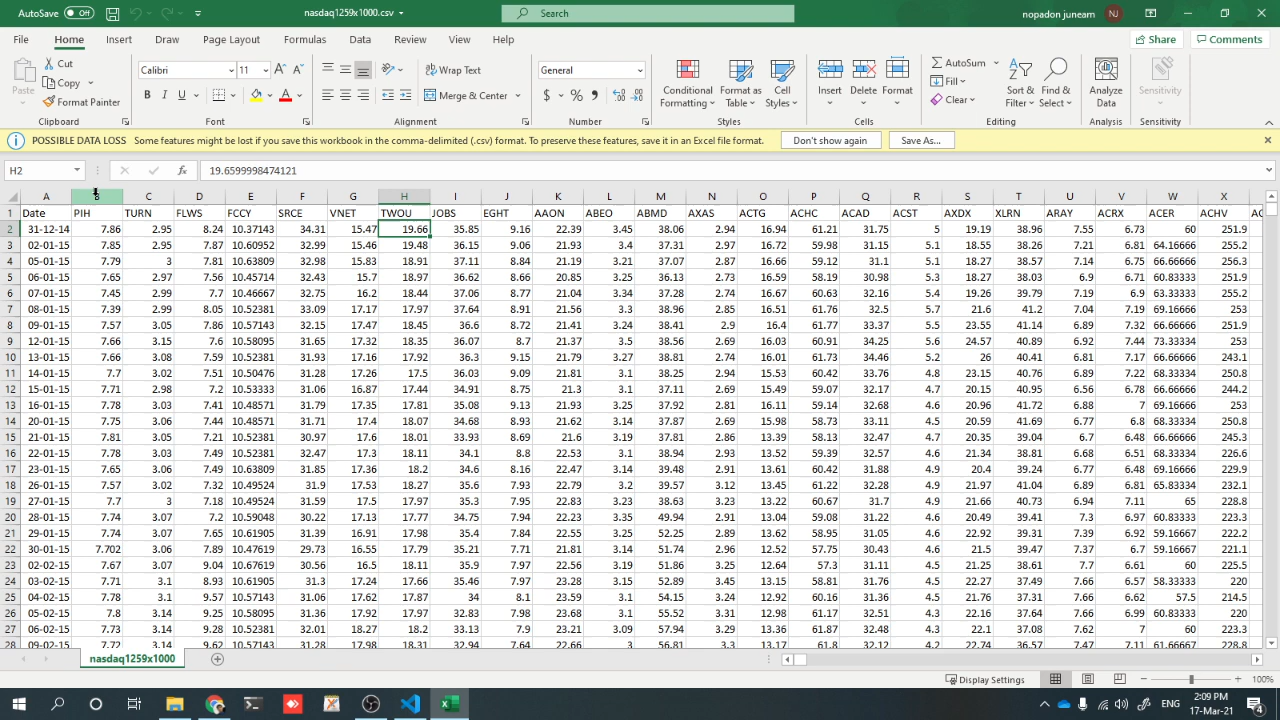 AutoSave Off nasdaq1259x1000.csv Search nopadon juneam NJ
File Home Insert Draw Page Layout Formulas Data Review View Help Share Comments
Paste Cut Copy Format Painter Clipboard
Calibri 11 A A B I U A Font
Wrap Text Merge & Center Alignment
General $ % Number
Conditional Formatting Format as Table Cell Styles Styles
Insert Delete Format Cells
AutoSum Fill Clear Sort & Filter Find & Select Editing
Analyze Data Analysis
Sensitivity Sensitivity
POSSIBLE DATA LOSS Some features might be lost if you save this workbook in the comma-delimited (.csv) format. To preserve these features, save it in an Excel file format. Don't show again Save As...
H2 fx 19.6599998474121
A B C D E F G H I J K L M N O P Q R S T U V W X
1 Date PIH TURN FLWS FCCY SRCE VNET TWOU JOBS EGHT AAON ABEO ABMD AXAS ACTG ACHC ACAD ACST AXDX XLRN ARAY ACRX ACER ACHV
2 31-12-14 7.86 2.95 8.24 10.37143 34.31 15.47 19.66 35.85 9.16 22.39 3.45 38.06 2.94 16.94 61.21 31.75 5 19.19 38.96 7.55 6.73 60 251.9
3 02-01-15 7.85 2.95 7.87 10.60952 32.99 15.46 19.48 36.15 9.06 21.93 3.4 37.31 2.97 16.72 59.98 31.15 5.1 18.55 38.26 7.21 6.81 64.16666 255.2
4 05-01-15 7.79 3 7.81 10.63809 32.98 15.83 18.91 37.11 8.84 21.19 3.21 37.07 2.87 16.66 59.12 31.1 5.1 18.27 38.57 7.14 6.75 66.66666 256.3
5 06-01-15 7.65 2.97 7.56 10.45714 32.43 15.7 18.97 36.62 8.66 20.85 3.25 36.13 2.73 16.59 58.19 30.98 5.3 18.27 38.03 6.9 6.71 60.83333 251.9
6 07-01-15 7.45 2.99 7.7 10.46667 32.75 16.2 18.44 37.06 8.77 21.04 3.34 37.28 2.74 16.67 60.63 32.16 5.4 19.26 39.79 7.19 6.9 63.33333 255.2
7 08-01-15 7.39 2.99 8.05 10.52381 33.09 17.17 17.97 37.64 8.91 21.56 3.3 38.96 2.85 16.51 61.76 32.5 5.7 21.6 41.2 7.04 7.19 69.16666 253
8 09-01-15 7.57 3.05 7.86 10.57143 32.15 17.47 18.45 36.6 8.72 21.41 3.24 38.41 2.9 16.4 61.77 33.37 5.5 23.55 41.14 6.89 7.32 66.66666 251.9
9 12-01-15 7.66 3.15 7.6 10.58095 31.65 17.32 18.35 36.07 8.7 21.37 3.5 38.56 2.69 16.03 60.91 34.25 5.6 24.57 40.89 6.92 7.44 73.33334 253
10 13-01-15 7.66 3.08 7.59 10.52381 31.93 17.16 17.92 36.3 9.15 21.79 3.27 38.81 2.74 16.01 61.73 34.46 5.2 26 40.41 6.81 7.17 66.66666 243.1
11 14-01-15 7.7 3.02 7.51 10.50476 31.28 17.26 17.5 36.03 9.09 21.81 3.1 38.25 2.94 15.53 60.42 33.76 4.8 23.15 40.76 6.89 7.22 68.33334 250.8
12 15-01-15 7.71 2.98 7.2 10.53333 31.06 16.87 17.44 34.91 8.75 21.3 3.1 37.11 2.69 15.49 59.07 32.17 4.7 20.15 40.95 6.56 6.78 66.66666 244.2
13 16-01-15 7.78 3.03 7.41 10.48571 31.79 17.35 17.81 35.08 9.13 21.93 3.25 37.92 2.81 16.11 59.14 32.68 4.6 20.96 41.72 6.88 7 69.16666 253
14 20-01-15 7.75 3.06 7.44 10.48571 31.71 17.4 18.07 34.68 8.93 21.62 3.14 37.87 2.69 15.98 58.73 33.11 4.5 20.59 41.69 6.77 6.8 68.33334 250.8
15 21-01-15 7.81 3.05 7.21 10.52381 30.97 17.6 18.01 33.93 8.69 21.6 3.19 37.81 2.86 13.39 58.13 32.47 4.7 20.35 39.04 6.7 6.48 66.66666 245.3
16 22-01-15 7.78 3.03 7.49 10.52381 32.47 17.3 18.11 34.1 8.8 22.53 3.1 38.94 2.93 13.52 59.39 32.57 4.6 21.34 38.81 6.68 6.51 68.33334 226.6
17 23-01-15 7.65 3.06 7.49 10.63809 31.85 17.36 18.2 34.6 8.16 22.47 3.14 39.48 2.91 13.61 60.42 31.88 4.9 20.4 39.24 6.77 6.48 69.16666 229.9
18 26-01-15 7.57 3.02 7.32 10.49524 31.66 17.53 18.27 35.6 7.93 22.79 3.2 39.57 3.12 13.45 61.22 32.28 4.9 21.97 41.04 6.89 6.81 65.83334 232.1
19 27-01-15 7.7 3 7.18 10.49524 31.59 17.5 17.97 35.3 7.95 22.83 3.23 38.63 3.13 13.22 60.67 31.7 4.9 21.66 40.73 6.94 7.11 65 228.8
20 28-01-15 7.74 3.07 7.2 10.59048 30.22 17.13 17.77 34.75 7.94 22.23 3.35 49.94 2.91 13.04 59.08 31.22 4.6 20.49 39.41 7.3 6.97 60.83333 223.3
21 29-01-15 7.74 3.07 7.65 10.61905 31.39 16.91 17.98 35.4 7.84 22.55 3.25 52.25 2.89 13.62 58.95 31.05 4.6 22.92 39.31 7.39 6.92 59.16667 222.2
22 30-01-15 7.702 3.06 7.89 10.47619 29.73 16.55 17.79 35.21 7.71 21.81 3.14 51.74 2.96 12.52 57.75 30.43 4.6 21.5 39.47 7.37 6.7 59.16667 221.1
23 02-02-15 7.67 3.07 9.04 10.67619 30.56 16.5 18.11 35.9 7.97 22.56 3.19 51.86 3.25 12.64 57.3 31.11 4.5 21.25 38.61 7.7 6.61 60 225.5
24 03-02-15 7.71 3.1 8.93 10.61905 31.3 17.24 17.66 35.46 7.97 23.28 3.15 52.89 3.45 13.15 58.81 31.76 4.5 22.27 37.49 7.66 6.57 58.33333 220
25 04-02-15 7.78 3.1 9.57 10.57143 31.06 17.62 17.87 34 8.1 23.59 3.1 54.15 3.24 12.92 60.16 31.36 4.5 21.76 37.31 7.66 6.62 57.5 214.5
26 05-02-15 7.8 3.14 9.25 10.58095 31.36 17.92 17.97 32.83 7.98 23.68 3.1 55.52 3.31 12.98 61.17 32.51 4.3 22.16 37.64 7.66 6.99 60.83333 220
27 06-02-15 7.73 3.14 9.28 10.52381 32.01 18.27 18.2 33.13 7.9 23.21 3.09 57.94 3.29 13.36 61.87 32.48 4.3 22.1 37.08 7.62 7 60 223.3
28 09-02-15 7.72 3.14 9.62 10.57143 31.28 17.98 18.31 32.94 7.64 22.66 3 56.81 3.3 13.17 61.8 32.12 4.2 22.74 36.57 7.47 7.11 61.66667 228.8
nasdaq1259x1000
Display Settings 100%
ENG 2:09 PM
17-Mar-21 4